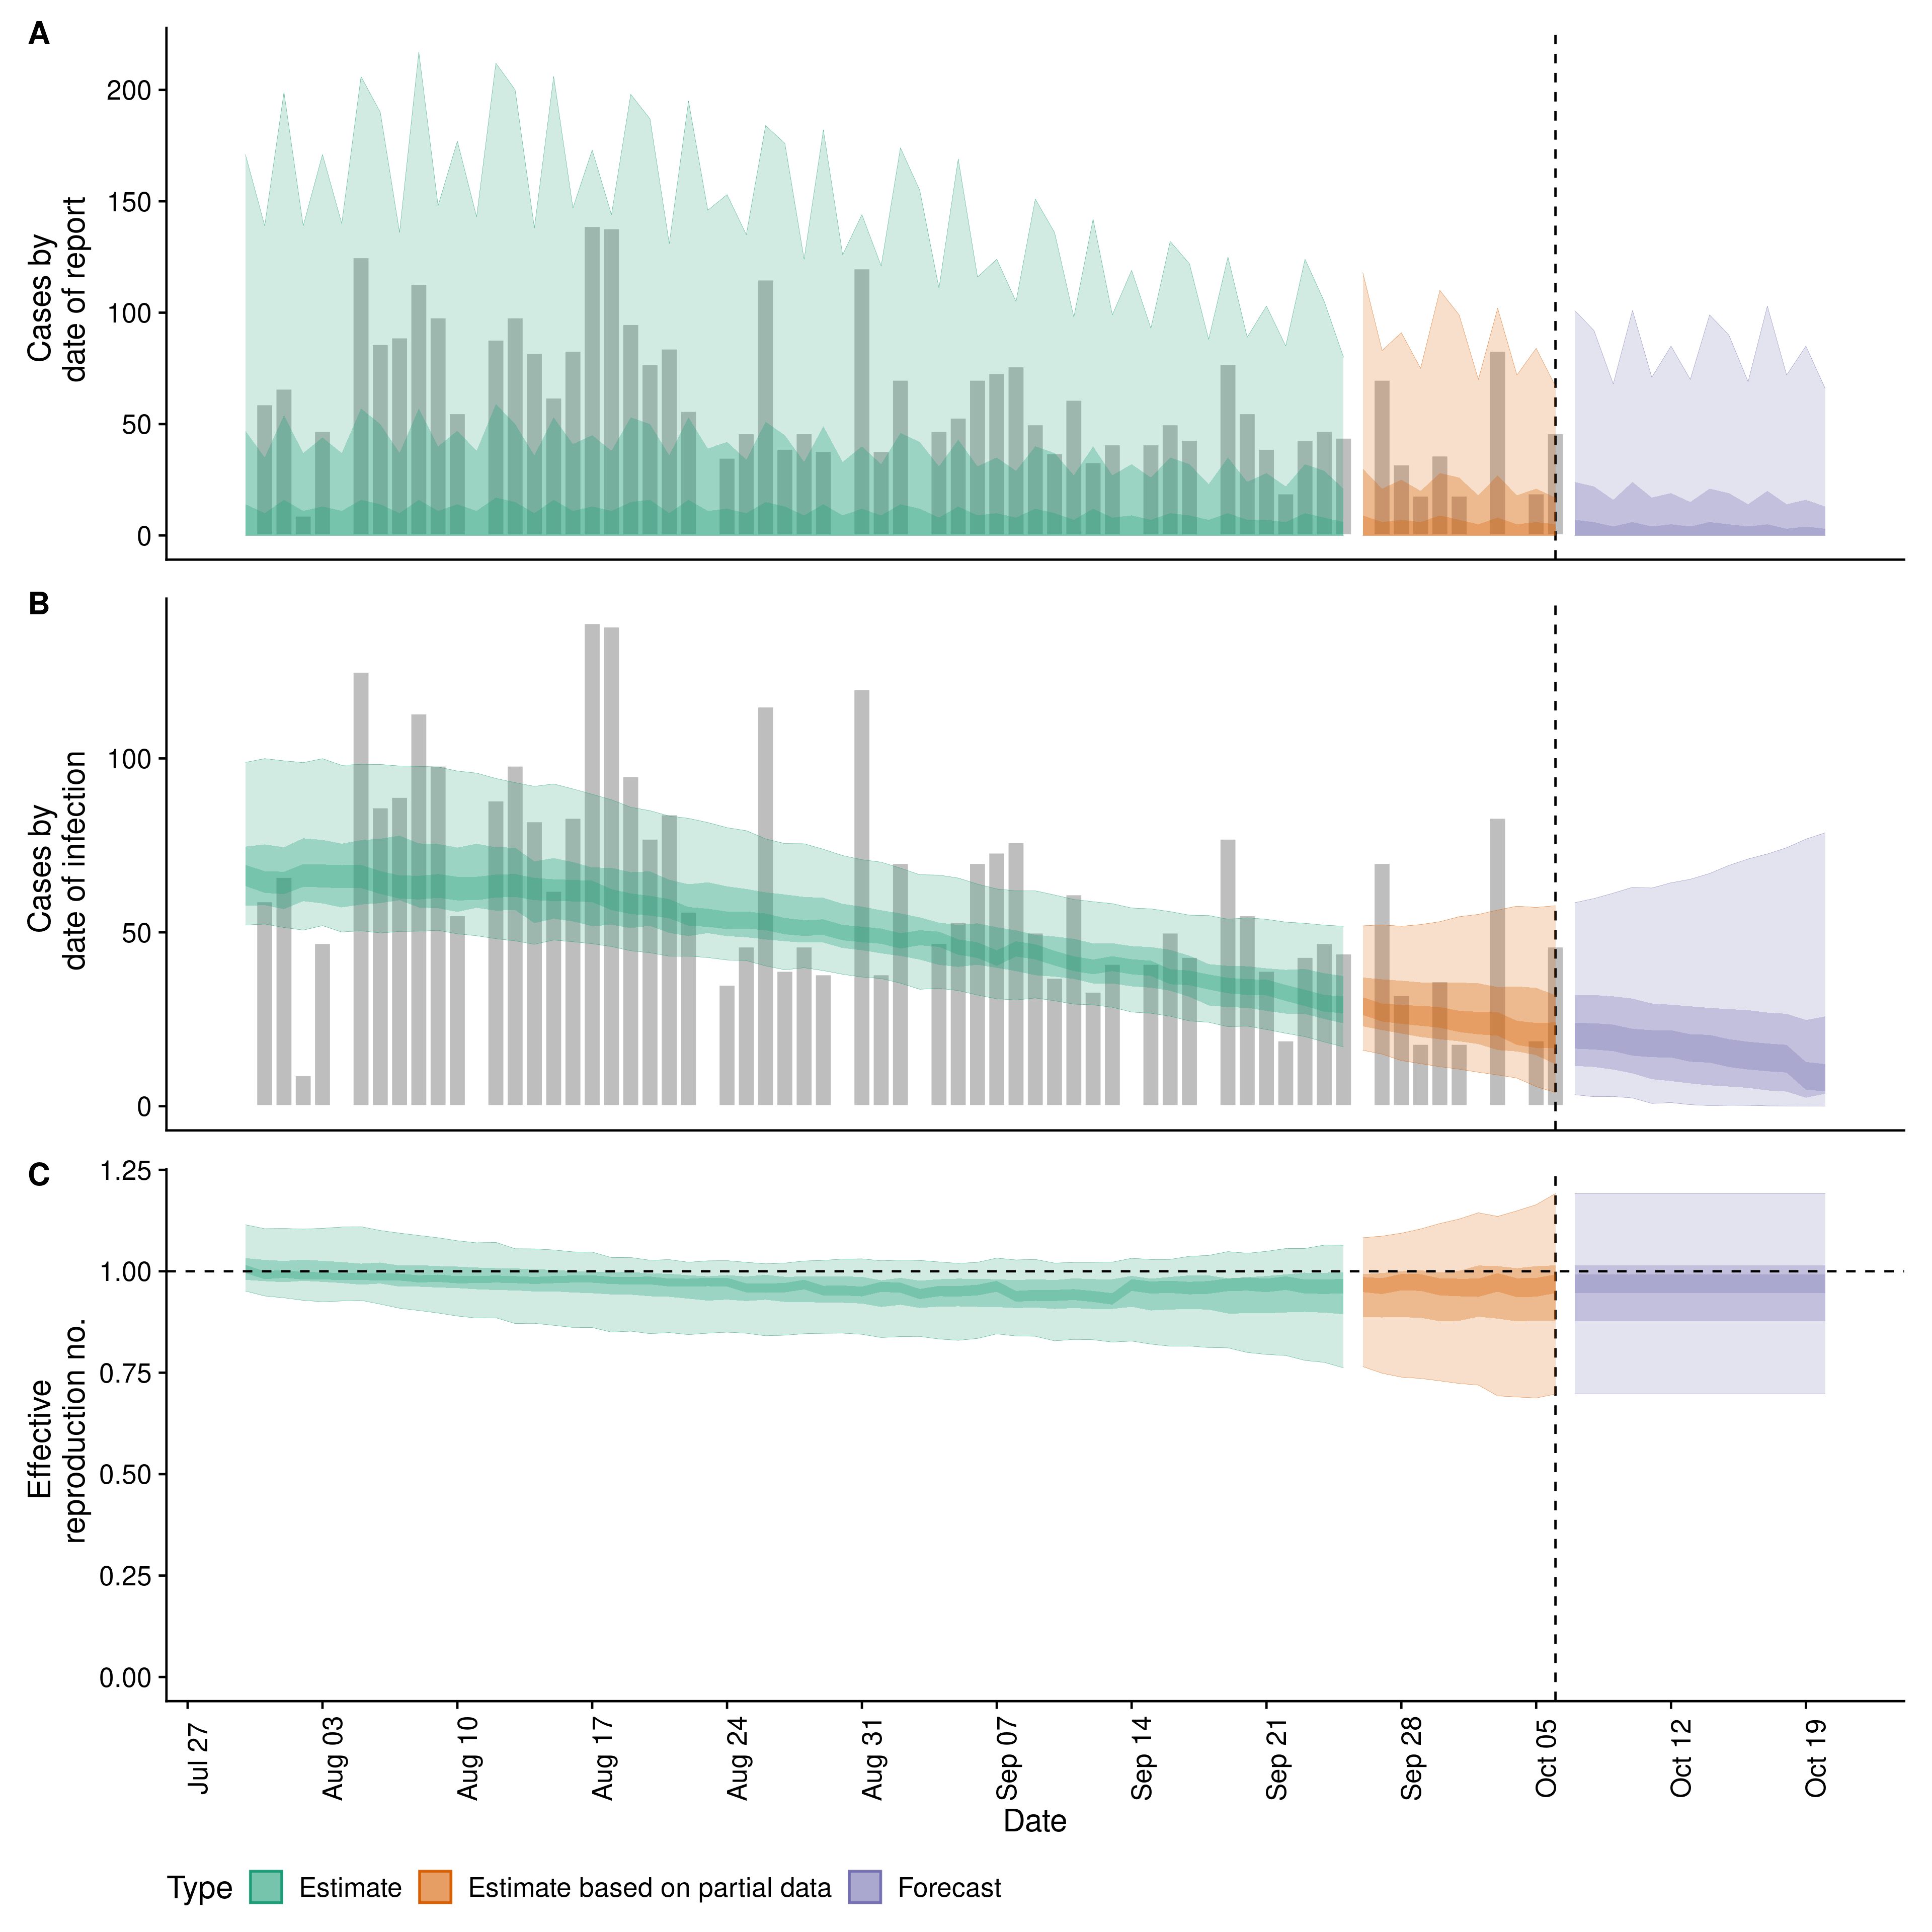 A
200
150
100
50
0
Cases by
date of report
B
100
50
0
Cases by
date of infection
C
1.25
1.00
0.75
0.50
0.25
0.00
Effective
reproduction no.
Jul 27
Aug 03
Aug 10
Aug 17
Aug 24
Aug 31
Sep 07
Sep 14
Sep 21
Sep 28
Oct 05
Oct 12
Oct 19
Date
Type Estimate Estimate based on partial data Forecast